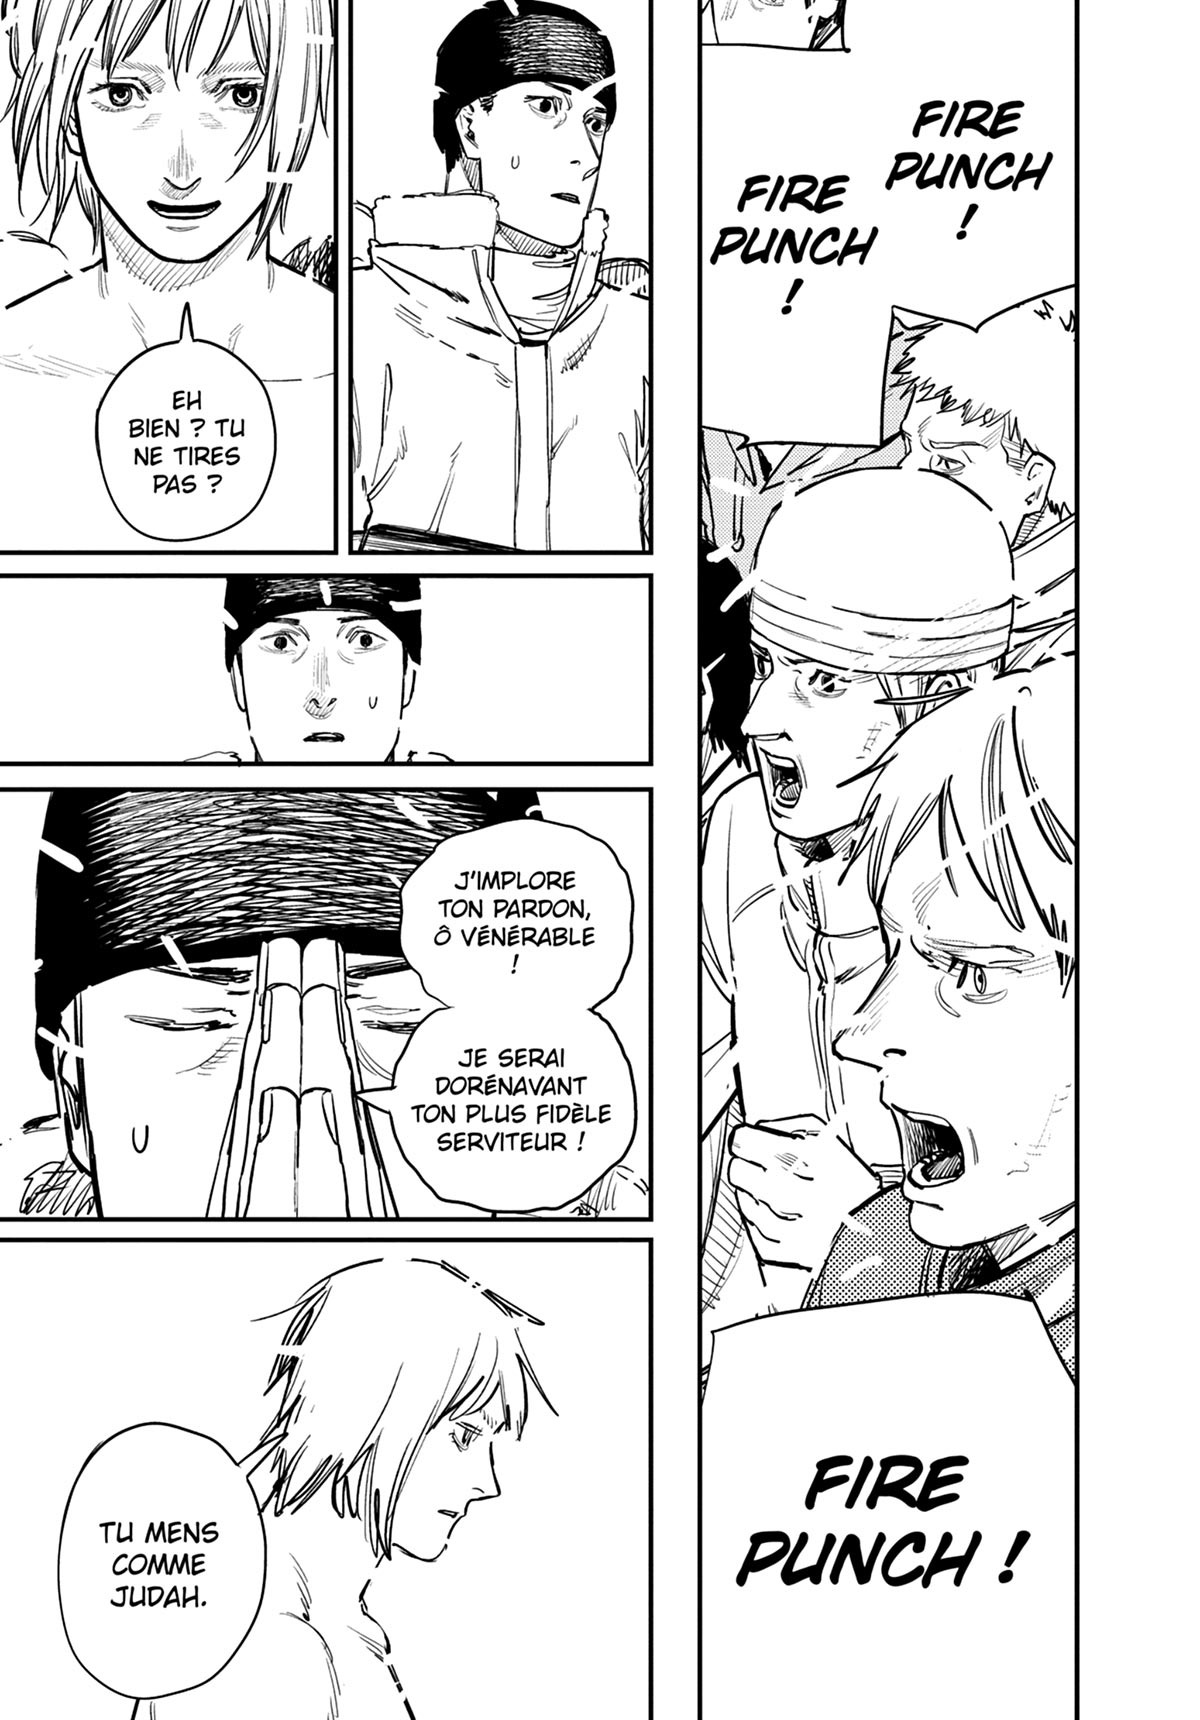 FIRE
PUNCH
!
FIRE
PUNCH
!
FIRE
PUNCH !
EH
BIEN ? TU
NE TIRES
PAS ?
J'IMPLORE
TON PARDON,
Ô VÉNÉRABLE
!
JE SERAI
DORÉNAVANT
TON PLUS FIDÈLE
SERVITEUR !
TU MENS
COMME
JUDAH.